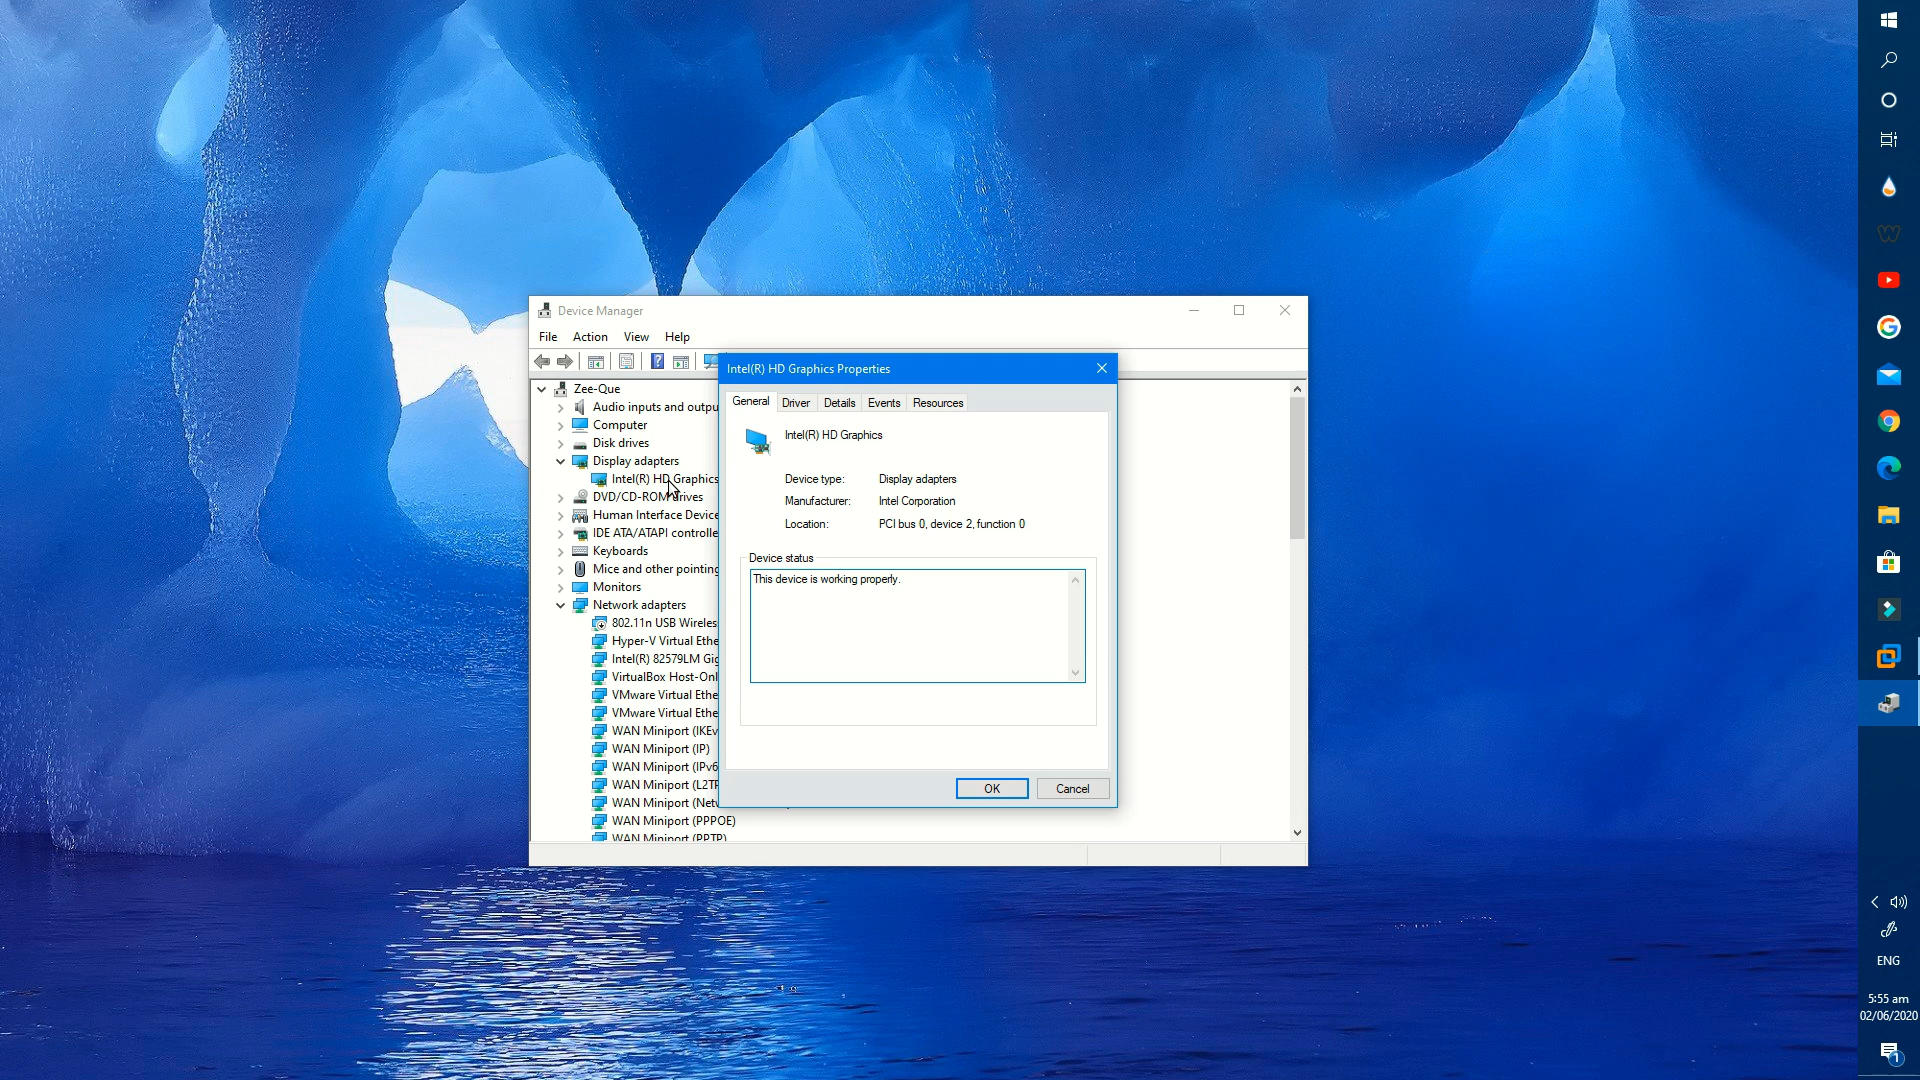 Device Manager
File Action View Help
Intel(R) HD Graphics Properties
General Driver Details Events Resources
Intel(R) HD Graphics
Device type: Display adapters
Manufacturer: Intel Corporation
Location: PCI bus 0, device 2, function 0
Device status
This device is working properly.
OK Cancel
Zee-Que
Audio inputs and outpu
Computer
Disk drives
Display adapters
Intel(R) HD Graphics
DVD/CD-ROM drives
Human Interface Device
IDE ATA/ATAPI controlle
Keyboards
Mice and other pointing
Monitors
Network adapters
802.11n USB Wireles
Hyper-V Virtual Ethe
Intel(R) 82579LM Gig
VirtualBox Host-Onl
VMware Virtual Ethe
VMware Virtual Ethe
WAN Miniport (IKEv
WAN Miniport (IP)
WAN Miniport (IPv6
WAN Miniport (L2TP
WAN Miniport (Netw
WAN Miniport (PPPOE)
WAN Miniport (PPTP)
ENG
5:55 am
02/06/2020
1